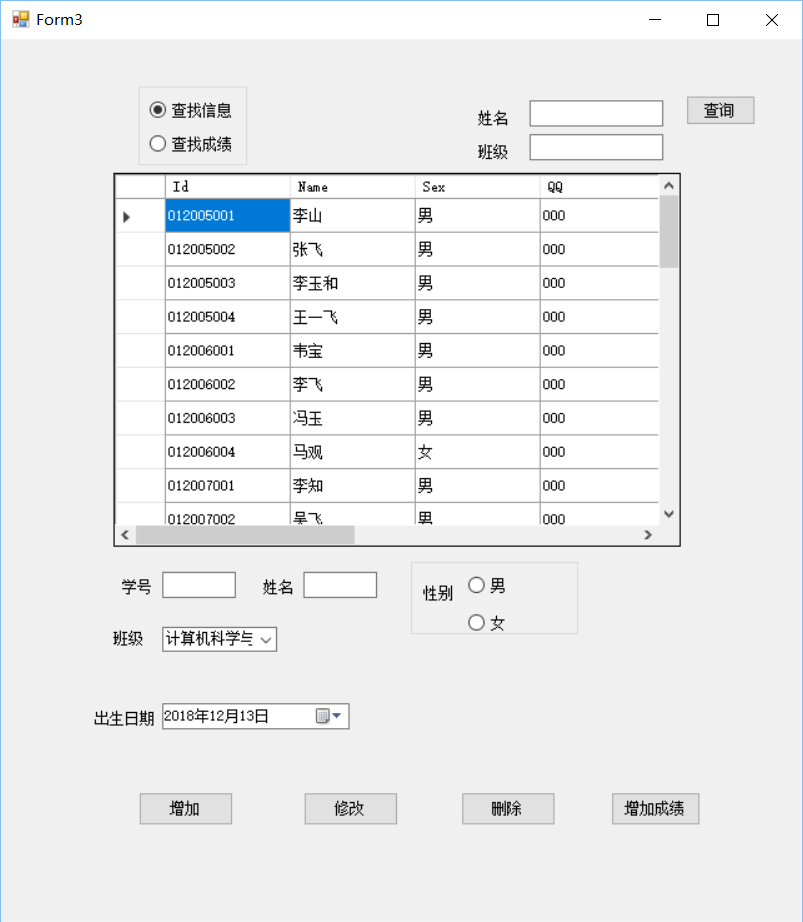 Form3
查找信息
查找成绩
姓名
查询
班级
Id Name Sex QQ
012005001 李山 男 000
012005002 张飞 男 000
012005003 李玉和 男 000
012005004 王一飞 男 000
012006001 韦宝 男 000
012006002 李飞 男 000
012006003 冯玉 男 000
012006004 马观 女 000
012007001 李知 男 000
012007002 吴飞 男 000
学号 姓名 性别 男
女
班级 计算机科学与
出生日期 2018年12月13日
增加 修改 删除 增加成绩